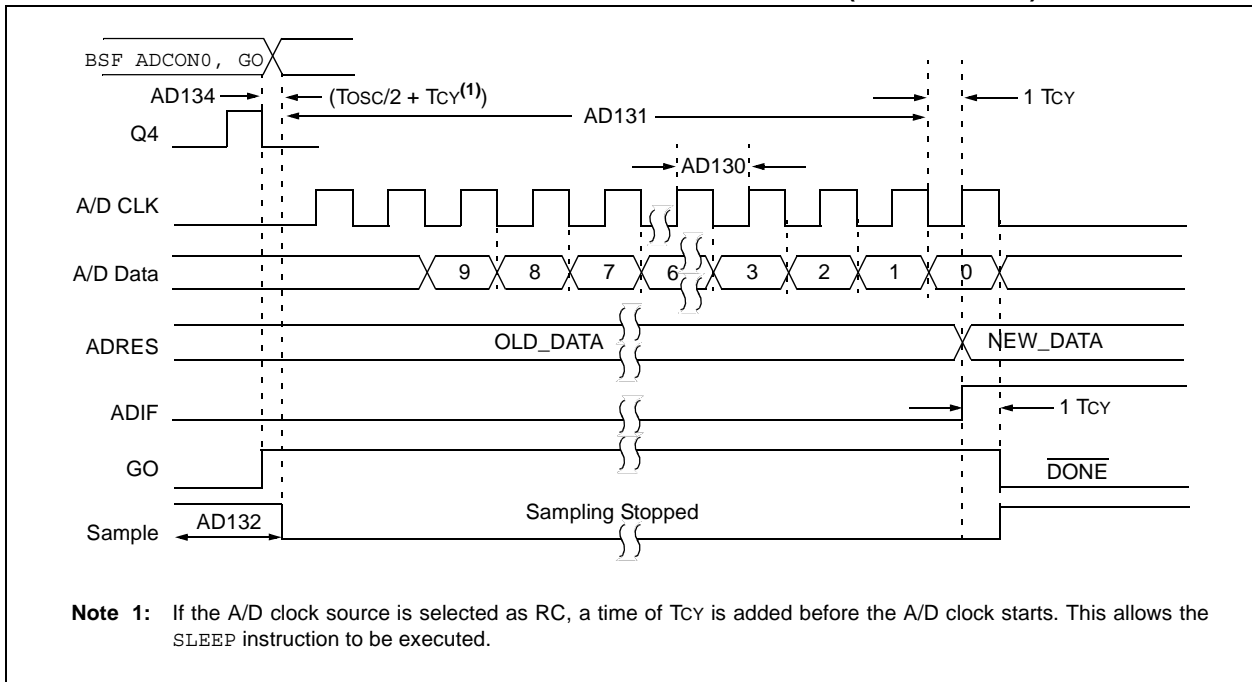 BSF ADCON0, GO
AD134
(TOSC/2 + TCY(1))
1 TCY
AD131
Q4
AD130
A/D CLK
A/D Data
9 8 7 6 3 2 1 0
OLD_DATA
NEW_DATA
ADRES
ADIF
1 TCY
GO
DONE
Sampling Stopped
AD132
Sample
Note 1: If the A/D clock source is selected as RC, a time of TCY is added before the A/D clock starts. This allows the
SLEEP instruction to be executed.